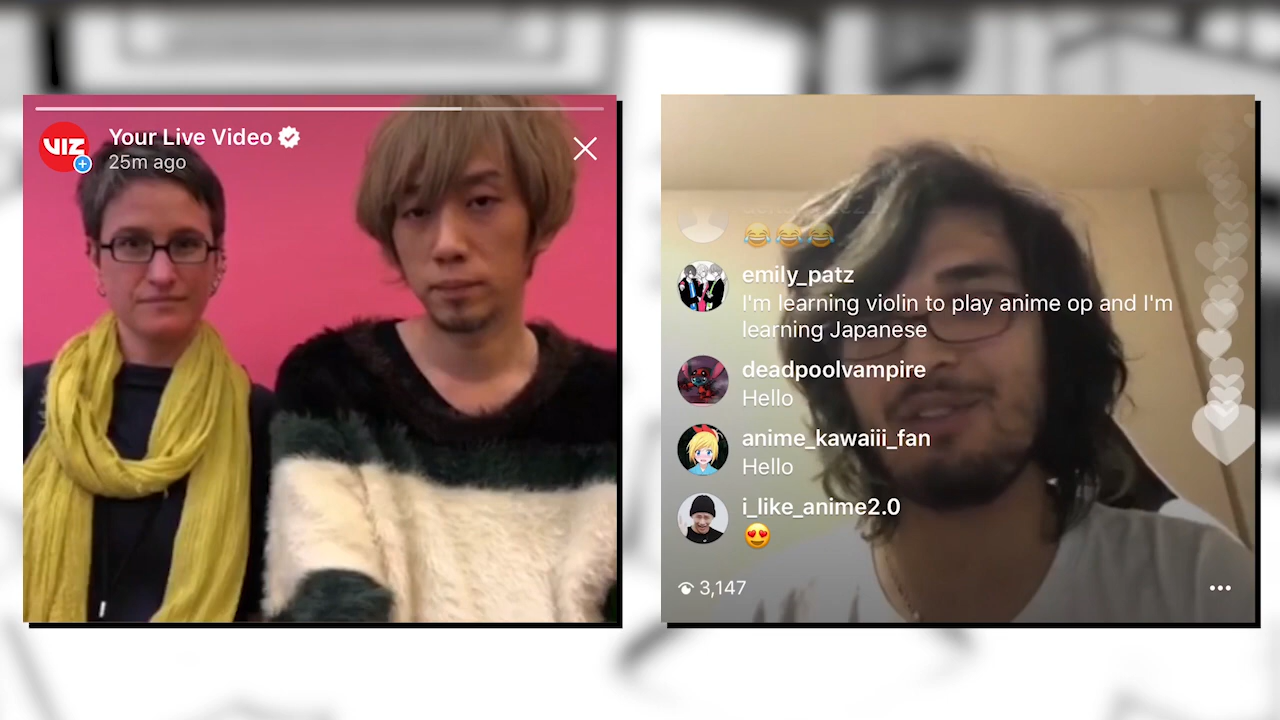 VIZ
Your Live Video
25m ago
😂😂😂
emily_patz
I'm learning violin to play anime op and I'm
learning Japanese
deadpoolvampire
Hello
anime_kawaiii_fan
Hello
i_like_anime2.0
😍
3,147